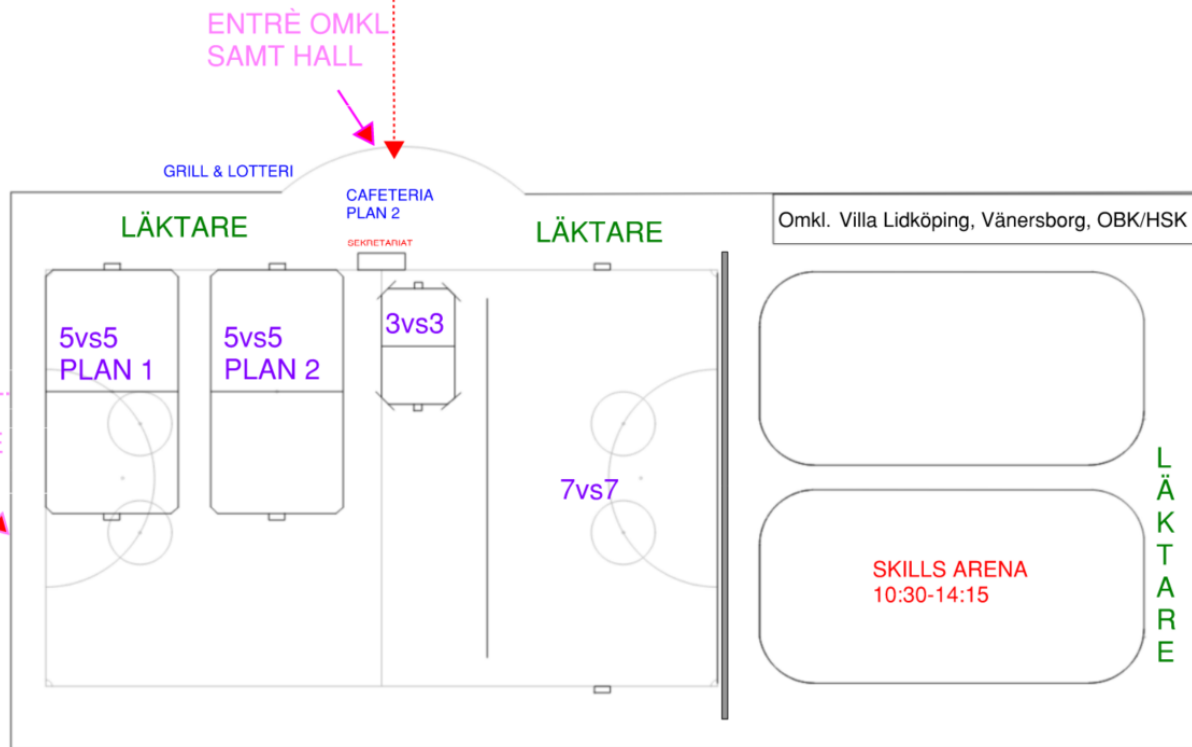 ENTRÈ OMKL
SAMT HALL
GRILL & LOTTERI
CAFETERIA
PLAN 2
LÄKTARE
LÄKTARE
SEKRETARIAT
Omkl. Villa Lidköping, Vänersborg, OBK/HSK
5vs5
PLAN 1
5vs5
PLAN 2
3vs3
7vs7
SKILLS ARENA
10:30-14:15
LÄKTARE